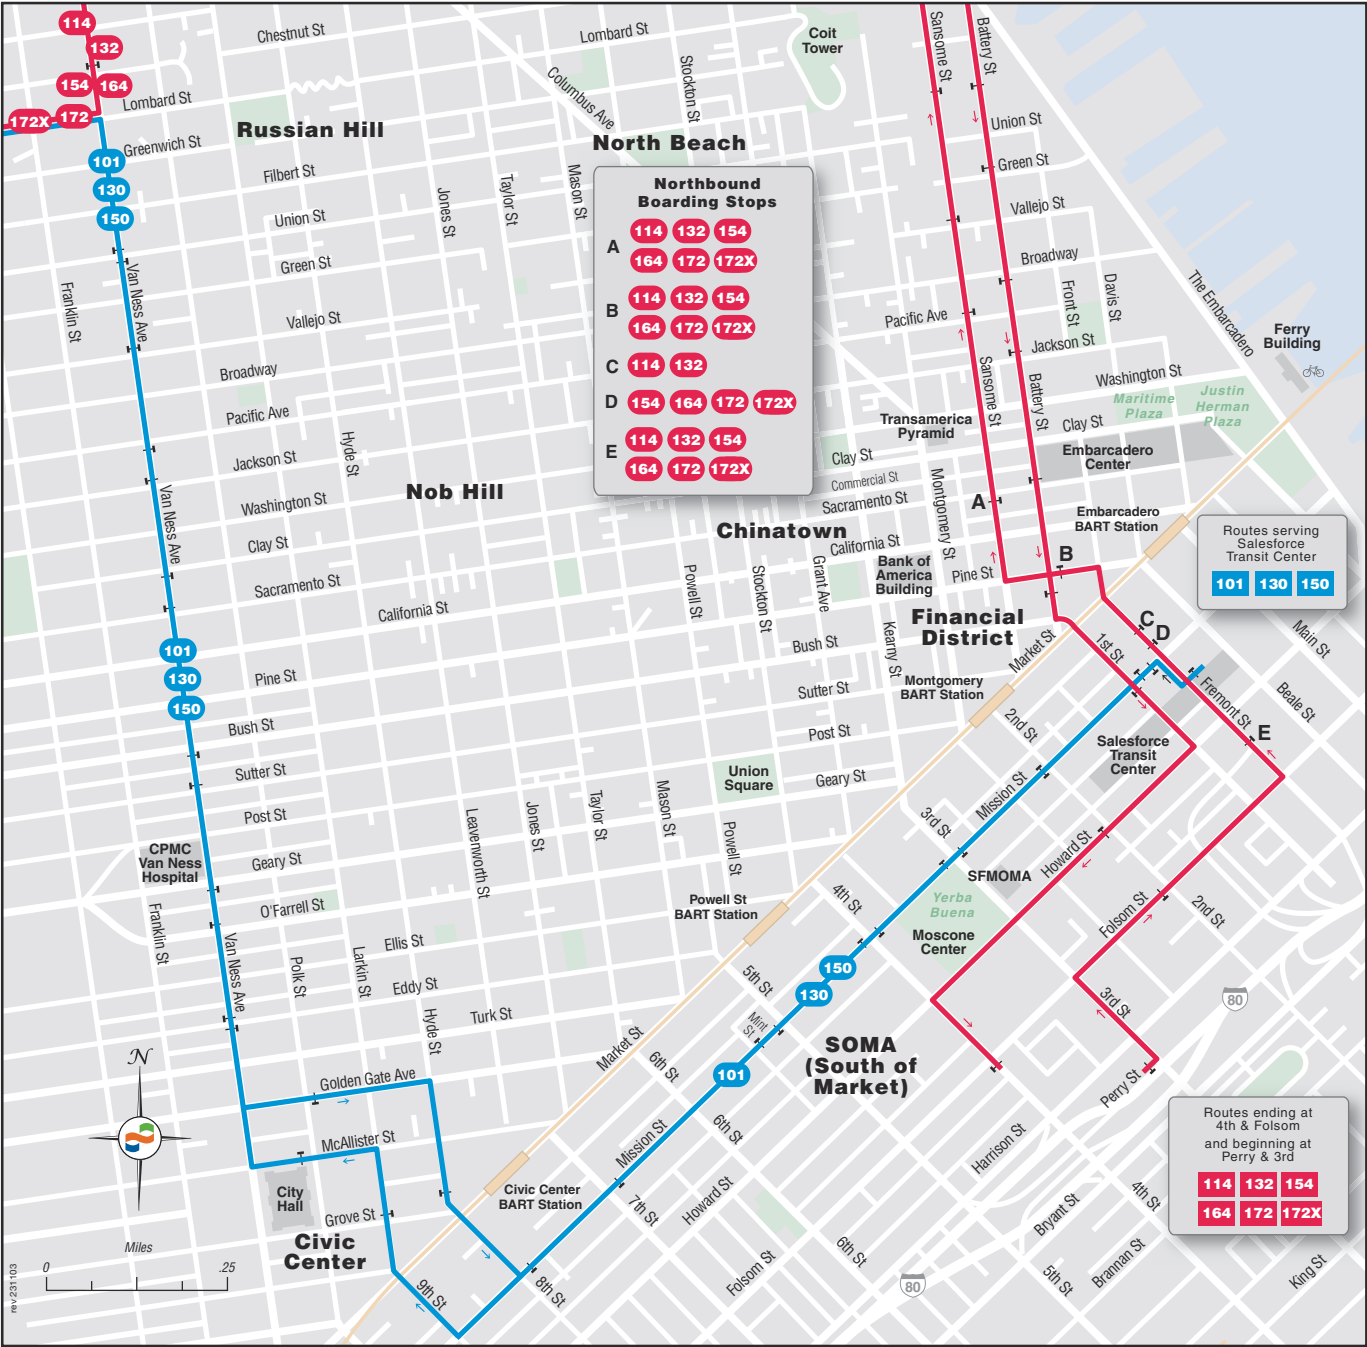 114
132
154
164
172X
172
Chestnut St
Lombard St
Lombard St
Greenwich St
Columbus Ave
Stockton St
Coit
Tower
Sansome St
Battery St
Russian Hill
North Beach
Union St
Green St
Vallejo St
Broadway
101
130
150
Filbert St
Union St
Green St
Vallejo St
Broadway
Pacific Ave
Jackson St
Washington St
Clay St
Sacramento St
California St
Jones St
Taylor St
Mason St
Franklin St
Van Ness Ave
Hyde St
Van Ness Ave
Nob Hill
Northbound
Boarding Stops
A
114 132 154
164 172 172X
B
114 132 154
164 172 172X
C
114 132
D
154 164 172 172X
E
114 132 154
164 172 172X
Pacific Ave
Front St
Davis St
The Embarcadero
Ferry
Building
Jackson St
Washington St
Sansome St
Battery St
Maritime
Plaza
Justin
Herman
Plaza
Transamerica
Pyramid
Clay St
Embarcadero
Center
Clay St
Commercial St
Sacramento St
Montgomery St
A
Embarcadero
BART Station
Chinatown
California St
Bank of
America
Building
Pine St
B
Routes serving
Salesforce
Transit Center
101 130 150
Powell St
Stockton St
Grant Ave
Kearny St
Financial
District
C
D
Market St
1st St
Main St
Bush St
Sutter St
Post St
Geary St
Montgomery
BART Station
2nd St
Fremont St
Beale St
E
Salesforce
Transit
Center
101
130
150
Pine St
Bush St
Sutter St
Post St
Geary St
O'Farrell St
Ellis St
Eddy St
Turk St
Union
Square
CPMC
Van Ness
Hospital
Leavenworth St
Jones St
Taylor St
Mason St
Powell St
Mission St
3rd St
Howard St
SFMOMA
Yerba
Buena
Moscone
Center
4th St
Folsom St
2nd St
Powell St
BART Station
Franklin St
Van Ness Ave
Polk St
Larkin St
Hyde St
150
130
5th St
Mint
St
101
3rd St
80
Market St
6th St
SOMA
(South of
Market)
Perry St
N
Golden Gate Ave
McAllister St
City
Hall
Grove St
Civic
Center
Civic Center
BART Station
Mission St
6th St
7th St
Howard St
8th St
9th St
Folsom St
6th St
80
Harrison St
Bryant St
4th St
Brannan St
5th St
King St
Routes ending at
4th & Folsom
and beginning at
Perry & 3rd
114 132 154
164 172 172X
Miles
0 .25
rev.231103